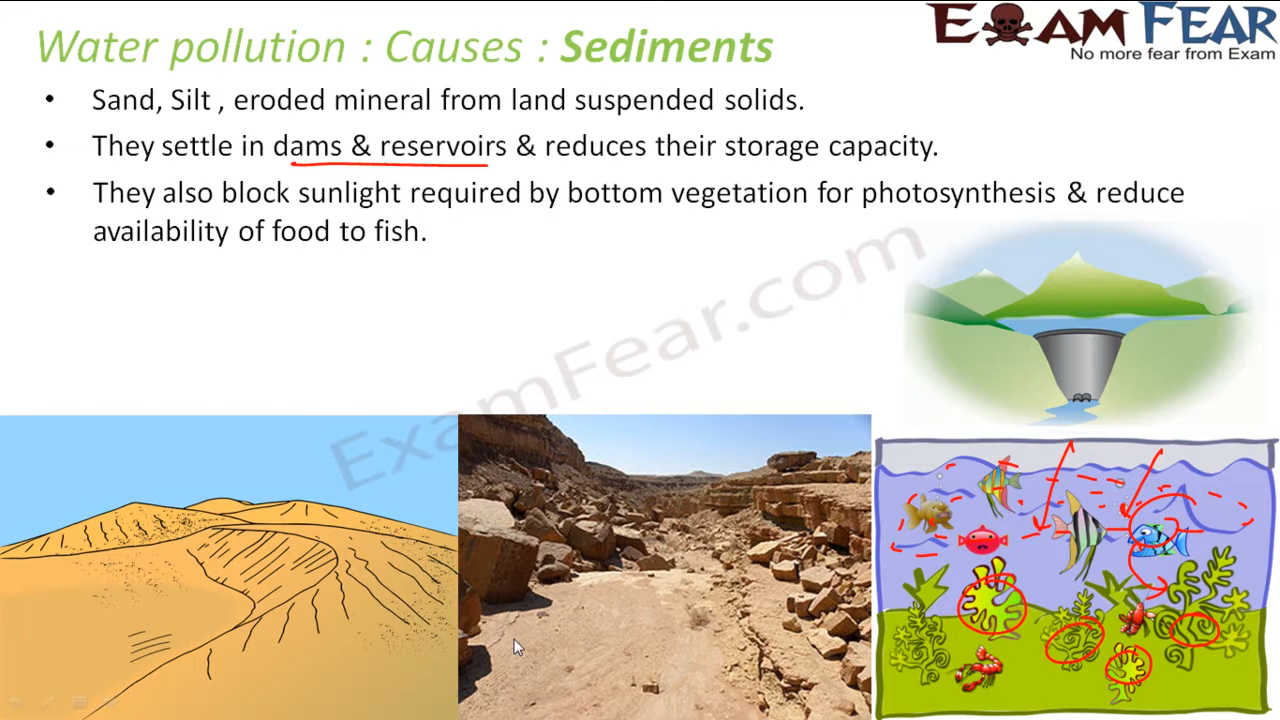 Water pollution : Causes : Sediments
EXAM FEAR
No more fear from Exam
• Sand, Silt , eroded mineral from land suspended solids.
• They settle in dams & reservoirs & reduces their storage capacity.
• They also block sunlight required by bottom vegetation for photosynthesis & reduce
availability of food to fish.
ExamFear.com